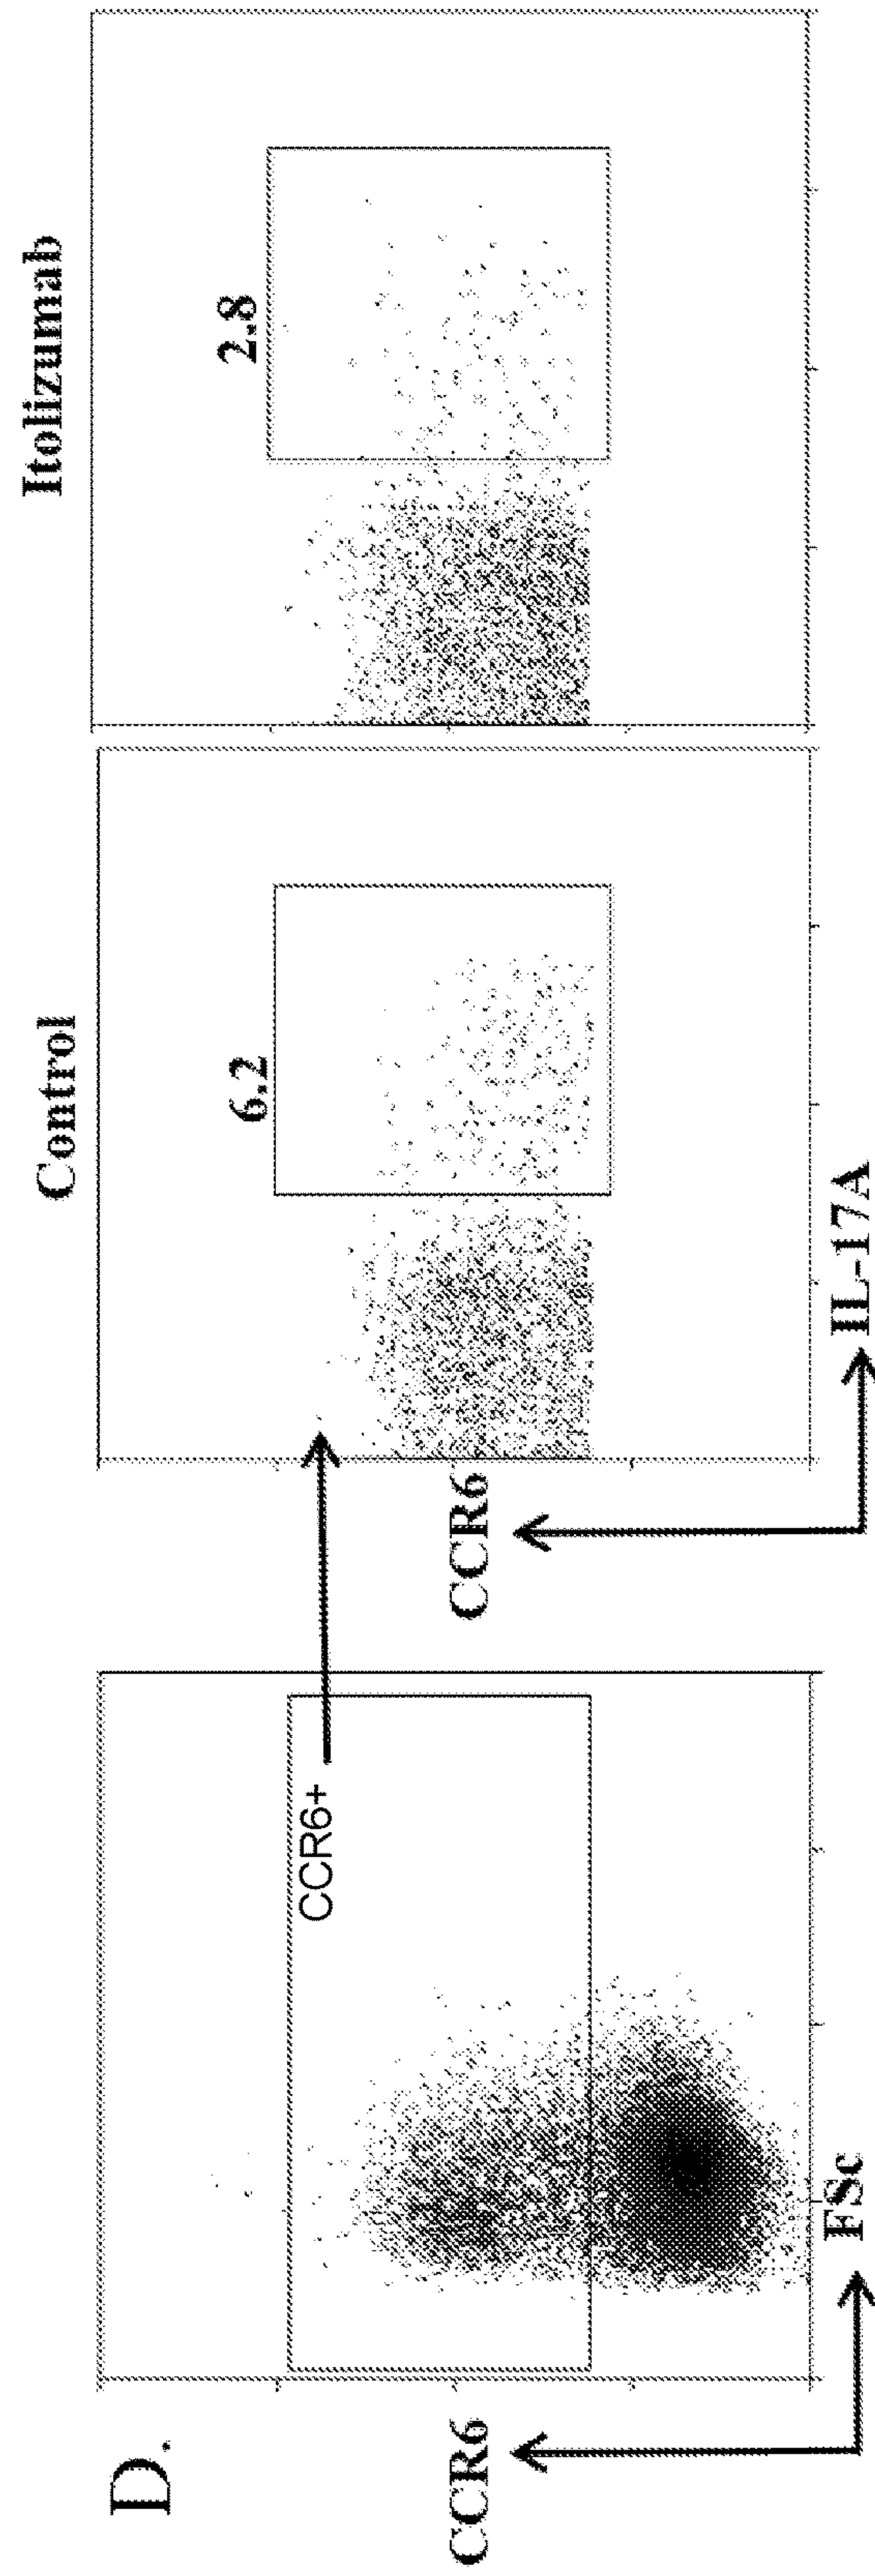 D.
Control
Itolizumab
CCR6+
6.2
2.8
CCR6
CCR6
FSc
IL-17A